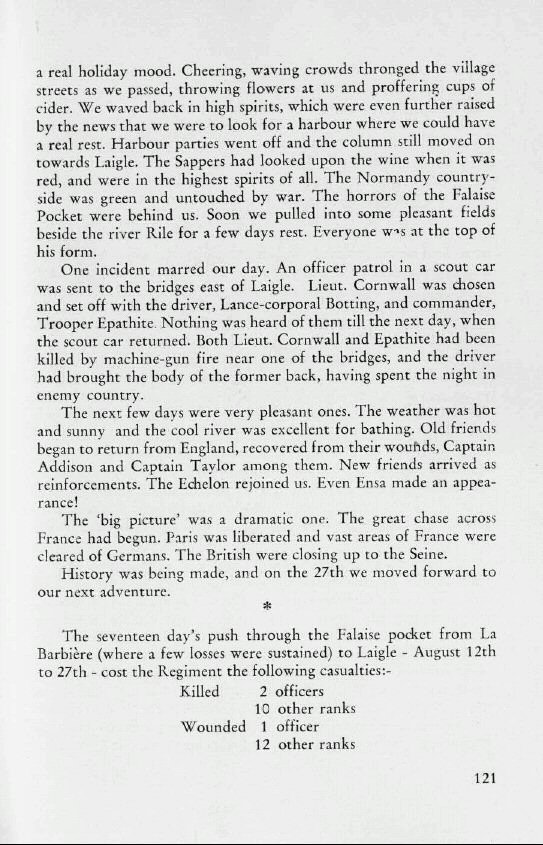 a real holiday mood. Cheering, waving crowds thronged the village
streets as we passed, throwing flowers at us and proffering cups of
cider. We waved back in high spirits, which were even further raised
by the news that we were to look for a harbour where we could have
a real rest. Harbour parties went off and the column still moved on
towards Laigle. The Sappers had looked upon the wine when it was
red, and were in the highest spirits of all. The Normandy country-
side was green and untouched by war. The horrors of the Falaise
Pocket were behind us. Soon we pulled into some pleasant fields
beside the river Rile for a few days rest. Everyone was at the top of
his form.
One incident marred our day. An officer patrol in a scout car
was sent to the bridges east of Laigle. Lieut. Cornwall was chosen
and set off with the driver, Lance-corporal Botting, and commander,
Trooper Epathite. Nothing was heard of them till the next day, when
the scout car returned. Both Lieut. Cornwall and Epathite had been
killed by machine-gun fire near one of the bridges, and the driver
had brought the body of the former back, having spent the night in
enemy country.
The next few days were very pleasant ones. The weather was hot
and sunny and the cool river was excellent for bathing. Old friends
began to return from England, recovered from their wounds, Captain
Addison and Captain Taylor among them. New friends arrived as
reinforcements. The Echelon rejoined us. Even Ensa made an appea-
rance!
The 'big picture' was a dramatic one. The great chase across
France had begun. Paris was liberated and vast areas of France were
cleared of Germans. The British were closing up to the Seine.
History was being made, and on the 27th we moved forward to
our next adventure.
*
The seventeen day's push through the Falaise pocket from La
Barbière (where a few losses were sustained) to Laigle - August 12th
to 27th - cost the Regiment the following casualties:-
Killed 2 officers
10 other ranks
Wounded 1 officer
12 other ranks
121